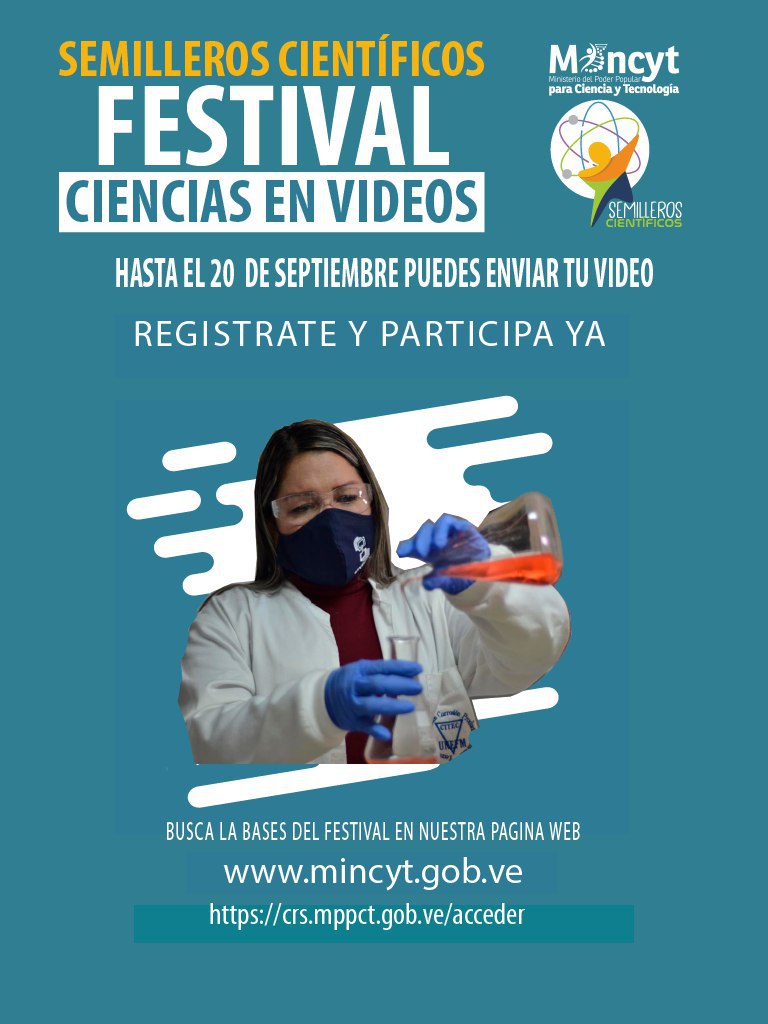 SEMILLEROS CIENTÍFICOS
FESTIVAL
CIENCIAS EN VIDEOS
Mincyt
Ministerio del Poder Popular
para Ciencia y Tecnología
SEMILLEROS
CIENTÍFICOS
HASTA EL 20 DE SEPTIEMBRE PUEDES ENVIAR TU VIDEO
REGISTRATE Y PARTICIPA YA
CITEC
UNEFM
BUSCA LA BASES DEL FESTIVAL EN NUESTRA PAGINA WEB
www.mincyt.gob.ve
https://crs.mppct.gob.ve/acceder